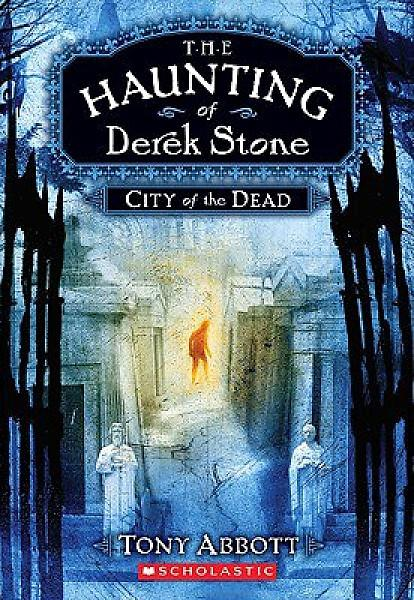 THE
HAUNTING
of
Derek Stone
CITY of the DEAD
TONY ABBOTT
SCHOLASTIC